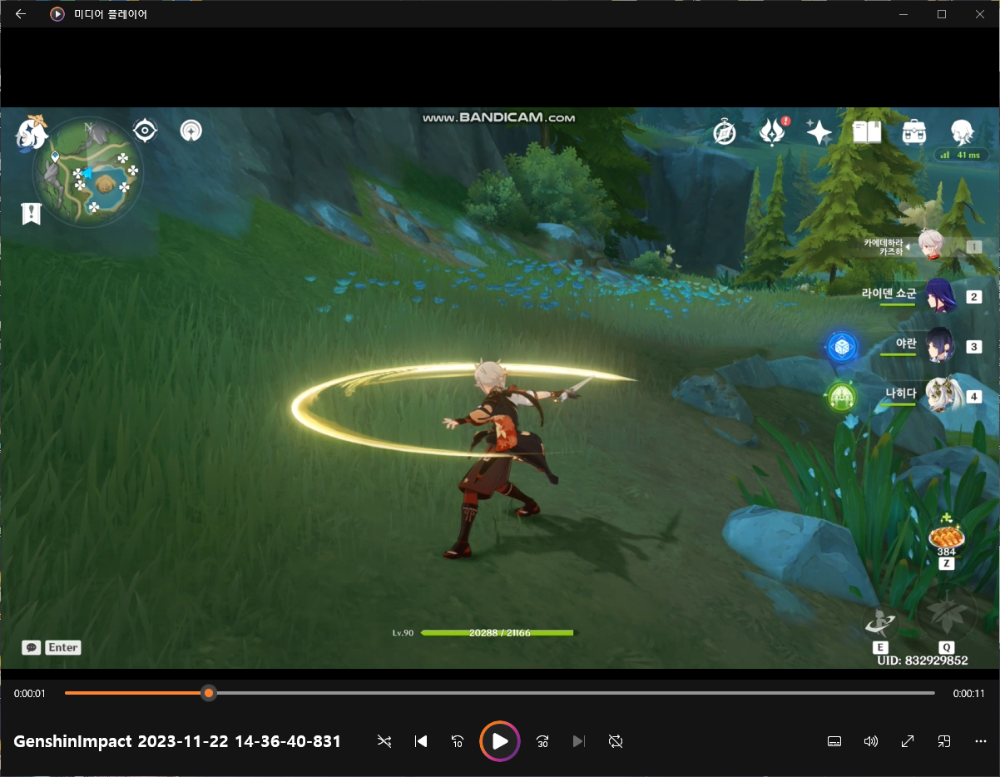 미디어 플레이어
www.BANDICAM.com
N
41 ms
카에데하라
카즈하
1
라이덴 쇼군
2
야란
3
나히다
4
384
Z
Lv.90
20288 / 21166
Enter
E
Q
UID: 832929852
0:00:01
0:00:11
GenshinImpact 2023-11-22 14-36-40-831
10
30